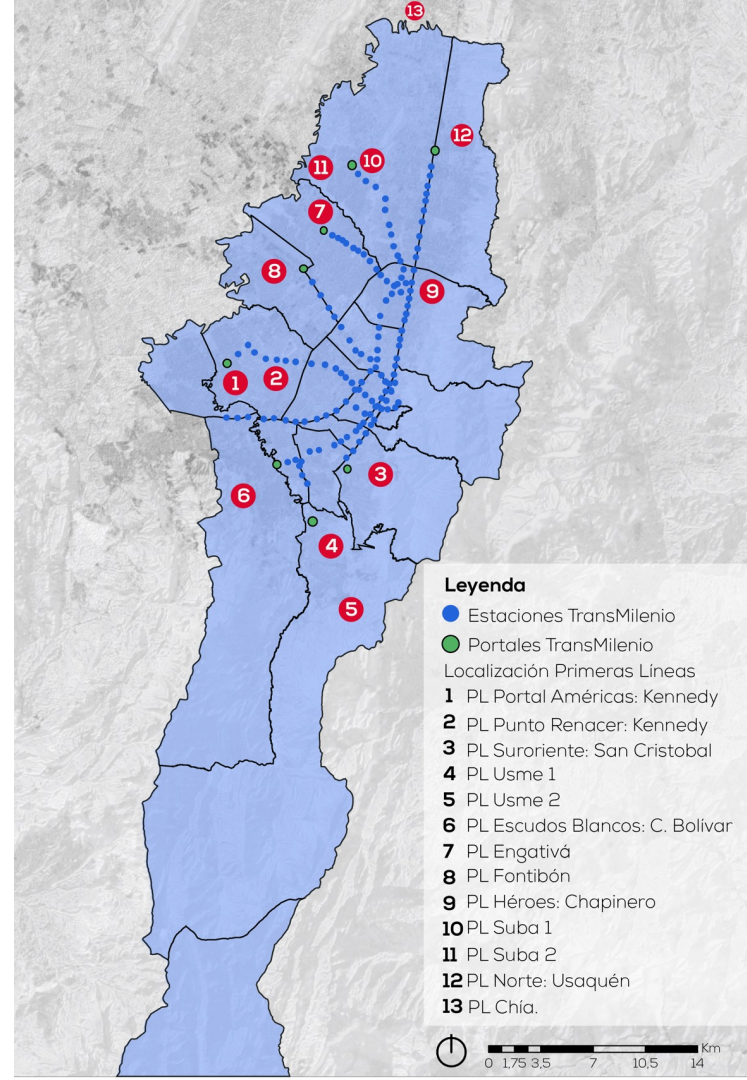 13
12
11
10
7
8
9
1
2
3
6
4
5
Leyenda
Estaciones TransMilenio
Portales TransMilenio
Localización Primeras Líneas
1 PL Portal Américas: Kennedy
2 PL Punto Renacer: Kennedy
3 PL Suroriente: San Cristobal
4 PL Usme 1
5 PL Usme 2
6 PL Escudos Blancos: C. Bolívar
7 PL Engativá
8 PL Fontibón
9 PL Héroes: Chapinero
10 PL Suba 1
11 PL Suba 2
12 PL Norte: Usaquén
13 PL Chía.
Km
0 1,75 3,5 7 10,5 14